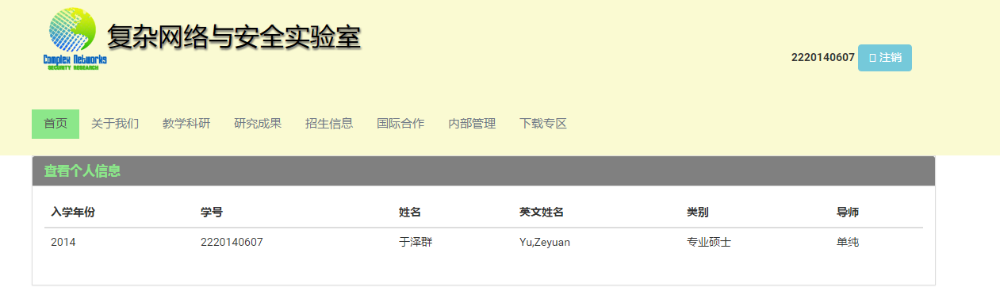 复杂网络与安全实验室
Complex Networks
SECURITY RESEARCH
2220140607 注销
首页 关于我们 教学科研 研究成果 招生信息 国际合作 内部管理 下载专区
查看个人信息
入学年份 学号 姓名 英文姓名 类别 导师
2014 2220140607 于泽群 Yu,Zeyuan 专业硕士 单纯